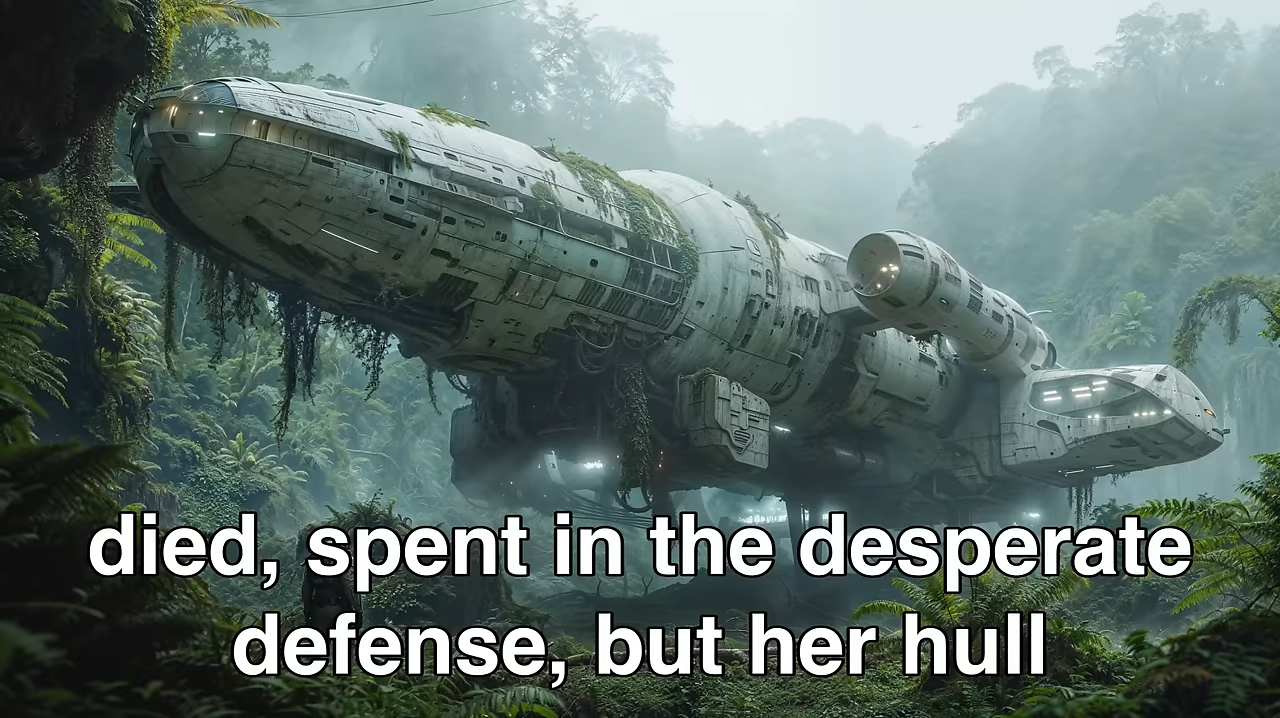 died, spent in the desperate
defense, but her hull